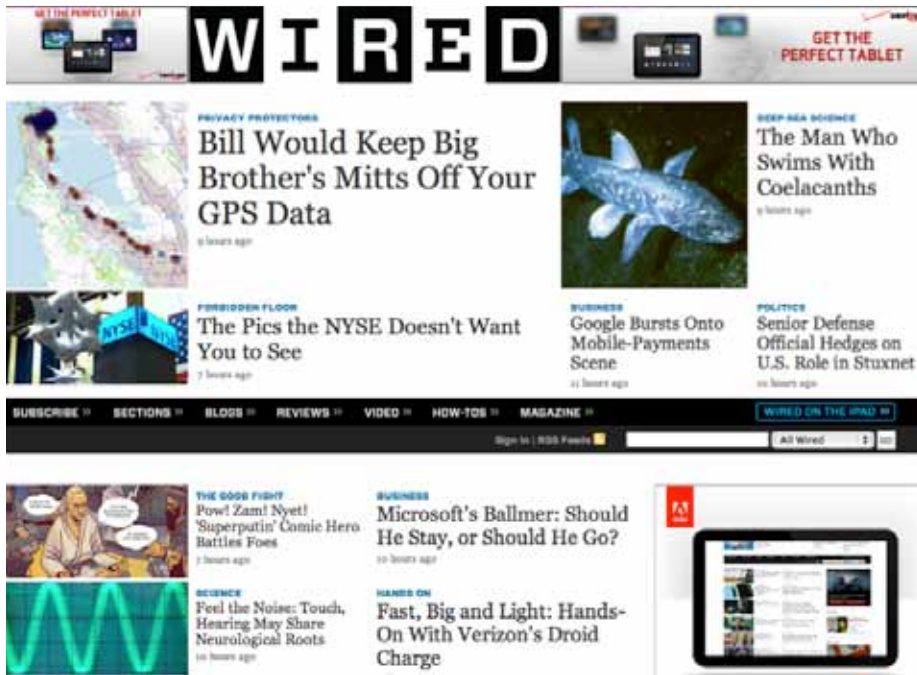 GET THE PERFECT TABLET
WIRED
GET THE
PERFECT TABLET
PRIVACY PROTECTORS
Bill Would Keep Big
Brother's Mitts Off Your
GPS Data
9 hours ago
DEEP-SEA SCIENCE
The Man Who
Swims With
Coelacanths
9 hours ago
NYSE
FORBIDDEN FLOOR
The Pics the NYSE Doesn't Want
You to See
7 hours ago
BUSINESS
Google Bursts Onto
Mobile-Payments
Scene
11 hours ago
POLITICS
Senior Defense
Official Hedges on
U.S. Role in Stuxnet
10 hours ago
SUBSCRIBE >> SECTIONS >> BLOGS >> REVIEWS >> VIDEO >> HOW-TOS >> MAGAZINE >> WIRED ON THE IPAD >>
Sign In | RSS Feeds All Wired GO
THE GOOD FIGHT
Pow! Zam! Nyet!
'Superputin' Comic Hero
Battles Foes
7 hours ago
BUSINESS
Microsoft's Ballmer: Should
He Stay, or Should He Go?
10 hours ago
SCIENCE
Feel the Noise: Touch,
Hearing May Share
Neurological Roots
10 hours ago
HANDS ON
Fast, Big and Light: Hands-
On With Verizon's Droid
Charge